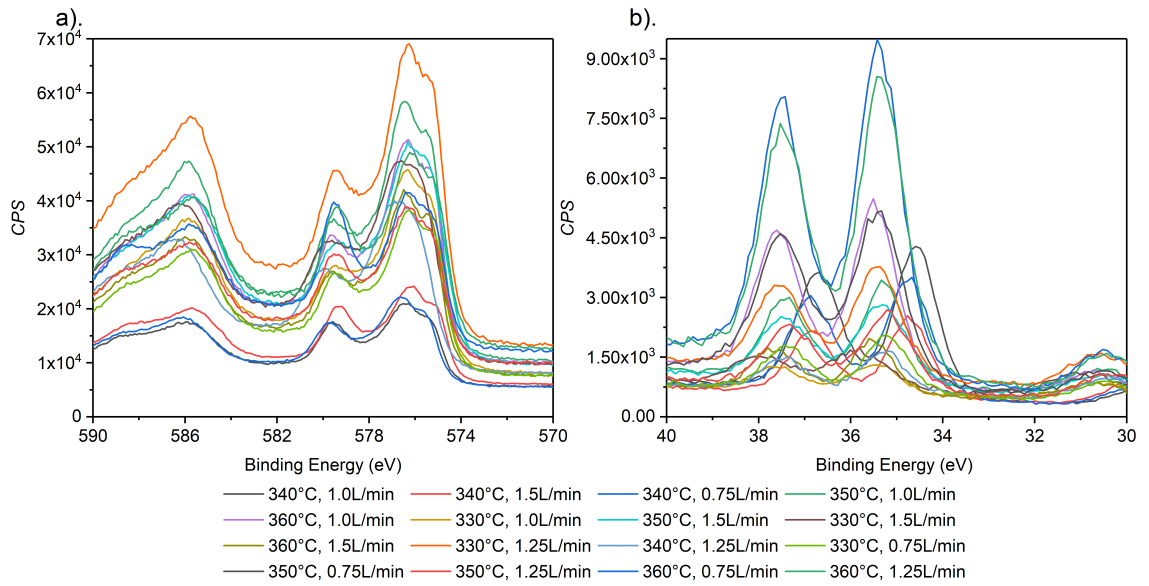 a).
b).
7x10⁴
6x10⁴
5x10⁴
4x10⁴
3x10⁴
2x10⁴
1x10⁴
0
CPS
590 586 582 578 574 570
Binding Energy (eV)
9.00x10³
7.50x10³
6.00x10³
4.50x10³
3.00x10³
1.50x10³
0.00
CPS
40 38 36 34 32 30
Binding Energy (eV)
340°C, 1.0L/min 340°C, 1.5L/min 340°C, 0.75L/min 350°C, 1.0L/min
360°C, 1.0L/min 330°C, 1.0L/min 350°C, 1.5L/min 330°C, 1.5L/min
360°C, 1.5L/min 330°C, 1.25L/min 340°C, 1.25L/min 330°C, 0.75L/min
350°C, 0.75L/min 350°C, 1.25L/min 360°C, 0.75L/min 360°C, 1.25L/min